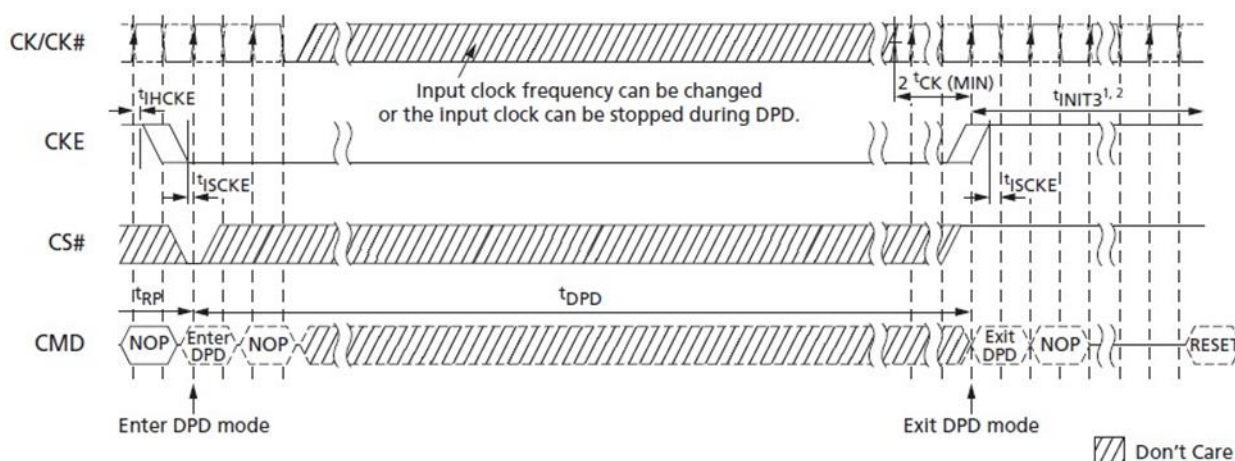 CK/CK#
2 tCK (MIN)
Input clock frequency can be changed
or the input clock can be stopped during DPD.
tIHCKE
tINIT3 1, 2
CKE
tISCKE
tISCKE
CS#
tRP
tDPD
CMD
NOP
Enter
DPD
NOP
Exit
DPD
NOP
RESET
Enter DPD mode
Exit DPD mode
Don't Care